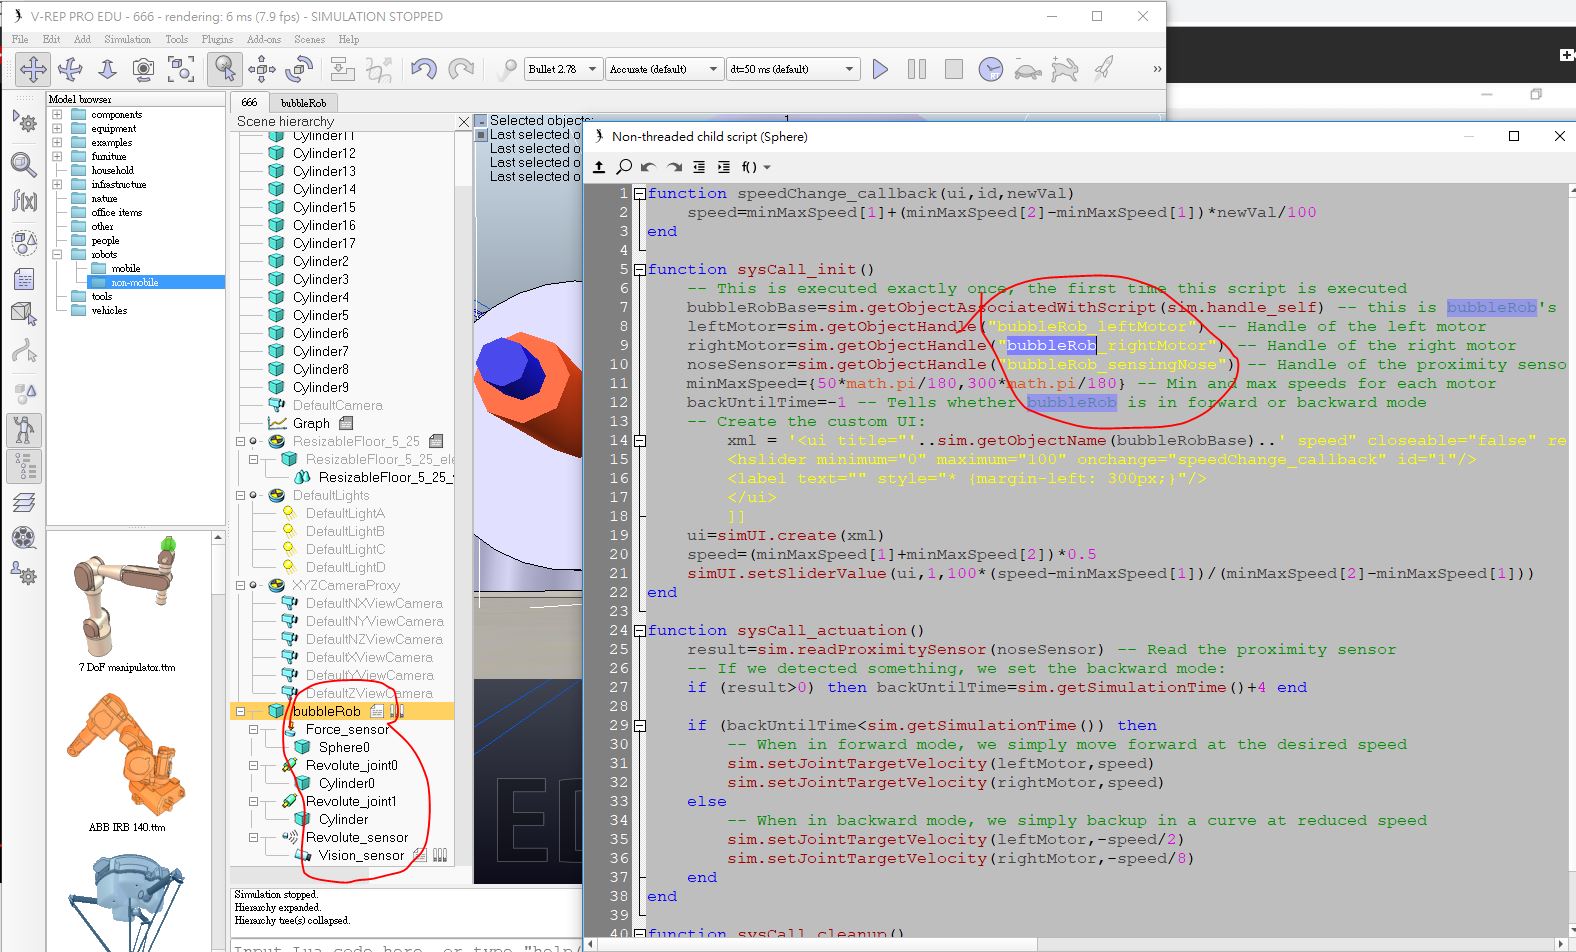 V-REP PRO EDU - 666 - rendering: 6 ms (7.9 fps) - SIMULATION STOPPED
File Edit Add Simulation Tools Plugins Add-ons Scenes Help
Bullet 2.78 Accurate (default) dt=50 ms (default) »
Model browser
components
equipment
examples
furniture
household
infrastructure
nature
office items
other
people
robots
mobile
non-mobile
tools
vehicles
7 DoF manipulator.ttm
ABB IRB 140.ttm
666 bubbleRob
Scene hierarchy
Cylinder11
Cylinder12
Cylinder13
Cylinder14
Cylinder15
Cylinder16
Cylinder17
Cylinder2
Cylinder3
Cylinder4
Cylinder5
Cylinder6
Cylinder7
Cylinder8
Cylinder9
DefaultCamera
Graph
ResizableFloor_5_25
ResizableFloor_5_25_ele
ResizableFloor_5_25_
DefaultLights
DefaultLightA
DefaultLightB
DefaultLightC
DefaultLightD
XYZCameraProxy
DefaultNXViewCamera
DefaultNYViewCamera
DefaultNZViewCamera
DefaultXViewCamera
DefaultYViewCamera
DefaultZViewCamera
bubbleRob
Force_sensor
Sphere0
Revolute_joint0
Cylinder0
Revolute_joint1
Cylinder
Revolute_sensor
Vision_sensor
Selected objects:
Last selected o
Last selected o
Last selected o
Last selected o
1
Simulation stopped.
Hierarchy expanded.
Hierarchy tree(s) collapsed.
Input Lua code here, or type "help(
Non-threaded child script (Sphere)
f()
1 function speedChange_callback(ui,id,newVal)
2 speed=minMaxSpeed[1]+(minMaxSpeed[2]-minMaxSpeed[1])*newVal/100
3 end
4
5 function sysCall_init()
6 -- This is executed exactly once, the first time this script is executed
7 bubbleRobBase=sim.getObjectAssociatedWithScript(sim.handle_self) -- this is bubbleRob's
8 leftMotor=sim.getObjectHandle("bubbleRob_leftMotor") -- Handle of the left motor
9 rightMotor=sim.getObjectHandle("bubbleRob_rightMotor") -- Handle of the right motor
10 noseSensor=sim.getObjectHandle("bubbleRob_sensingNose") -- Handle of the proximity senso
11 minMaxSpeed={50*math.pi/180,300*math.pi/180} -- Min and max speeds for each motor
12 backUntilTime=-1 -- Tells whether bubbleRob is in forward or backward mode
13 -- Create the custom UI:
14 xml = '<ui title="'..sim.getObjectName(bubbleRobBase)..' speed" closeable="false" re
15 <hslider minimum="0" maximum="100" onchange="speedChange_callback" id="1"/>
16 <label text="" style="* {margin-left: 300px;}"/>
17 </ui>
18 ]]
19 ui=simUI.create(xml)
20 speed=(minMaxSpeed[1]+minMaxSpeed[2])*0.5
21 simUI.setSliderValue(ui,1,100*(speed-minMaxSpeed[1])/(minMaxSpeed[2]-minMaxSpeed[1]))
22 end
23
24 function sysCall_actuation()
25 result=sim.readProximitySensor(noseSensor) -- Read the proximity sensor
26 -- If we detected something, we set the backward mode:
27 if (result>0) then backUntilTime=sim.getSimulationTime()+4 end
28
29 if (backUntilTime<sim.getSimulationTime()) then
30 -- When in forward mode, we simply move forward at the desired speed
31 sim.setJointTargetVelocity(leftMotor,speed)
32 sim.setJointTargetVelocity(rightMotor,speed)
33 else
34 -- When in backward mode, we simply backup in a curve at reduced speed
35 sim.setJointTargetVelocity(leftMotor,-speed/2)
36 sim.setJointTargetVelocity(rightMotor,-speed/8)
37 end
38 end
39
40 function sysCall_cleanup()